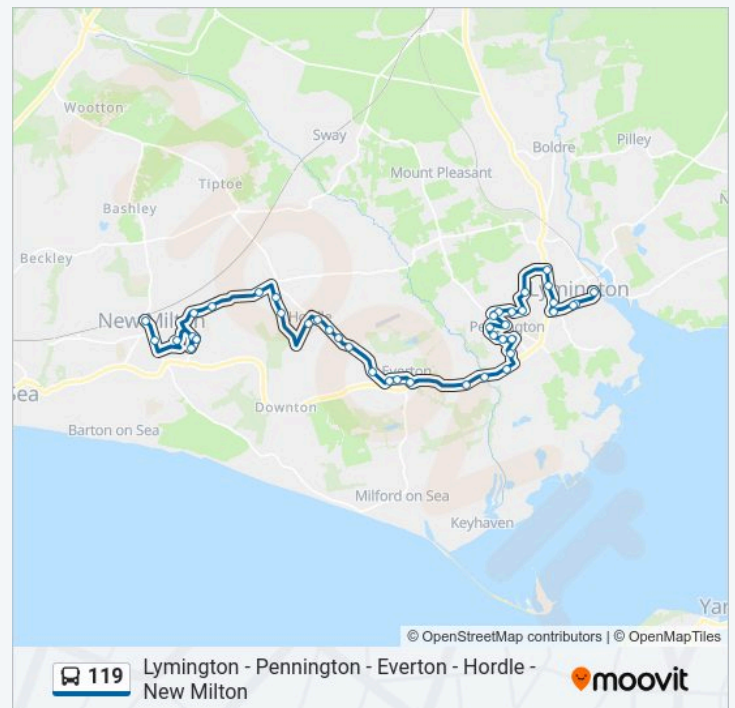 Wootton
Sway
Boldre
Pilley
Mount Pleasant
Tiptoe
Bashley
Beckley
Lymington
New Milton
Hordle
Pennington
Everton
Sea
Downton
Barton on Sea
Milford on Sea
Keyhaven
Yar
© OpenStreetMap contributors | © OpenMapTiles
119
Lymington - Pennington - Everton - Hordle -
New Milton
moovit